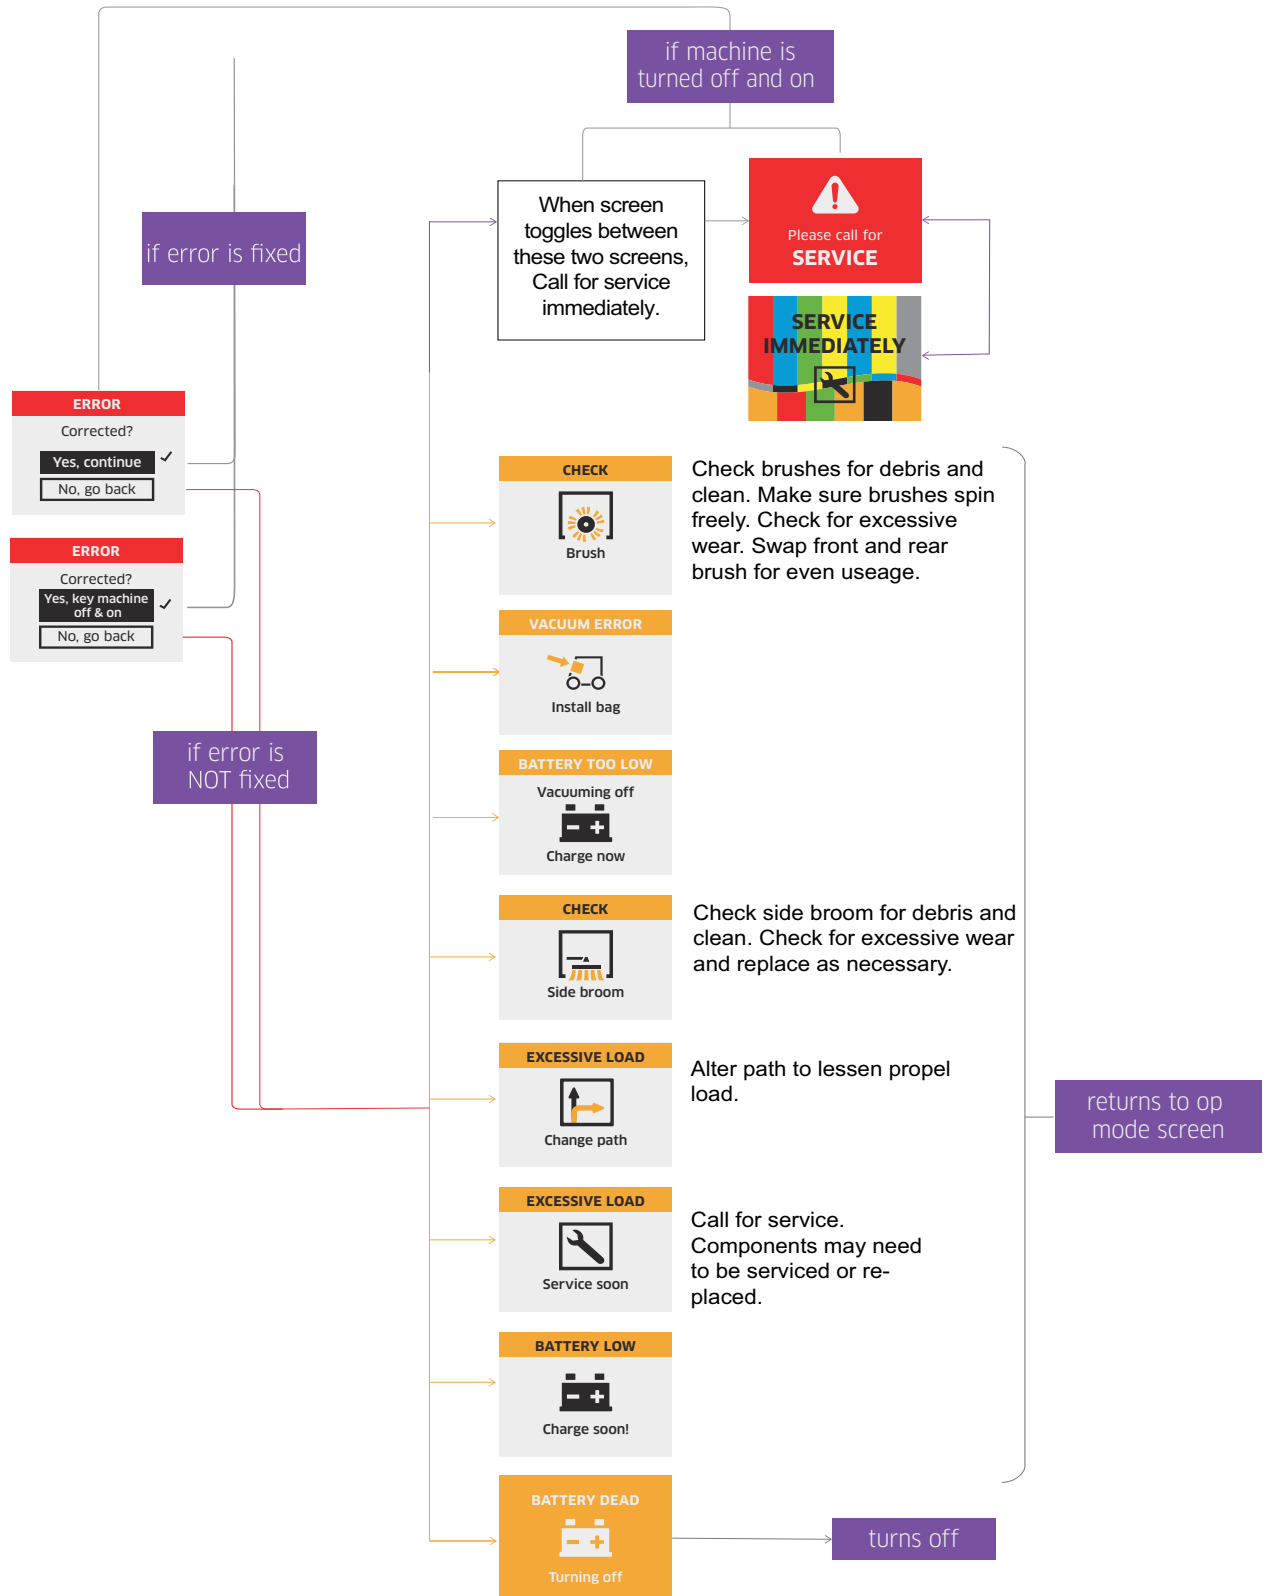 if machine is
turned off and on
if error is fixed
When screen
toggles between
these two screens,
Call for service
immediately.
Please call for
SERVICE
SERVICE
IMMEDIATELY
ERROR
Corrected?
Yes, continue
No, go back
ERROR
Corrected?
Yes, key machine
off & on
No, go back
if error is
NOT fixed
CHECK
Brush
Check brushes for debris and
clean. Make sure brushes spin
freely. Check for excessive
wear. Swap front and rear
brush for even useage.
VACUUM ERROR
Install bag
BATTERY TOO LOW
Vacuuming off
Charge now
CHECK
Side broom
Check side broom for debris and
clean. Check for excessive wear
and replace as necessary.
EXCESSIVE LOAD
Change path
Alter path to lessen propel
load.
returns to op
mode screen
EXCESSIVE LOAD
Service soon
Call for service.
Components may need
to be serviced or re-
placed.
BATTERY LOW
Charge soon!
BATTERY DEAD
Turning off
turns off